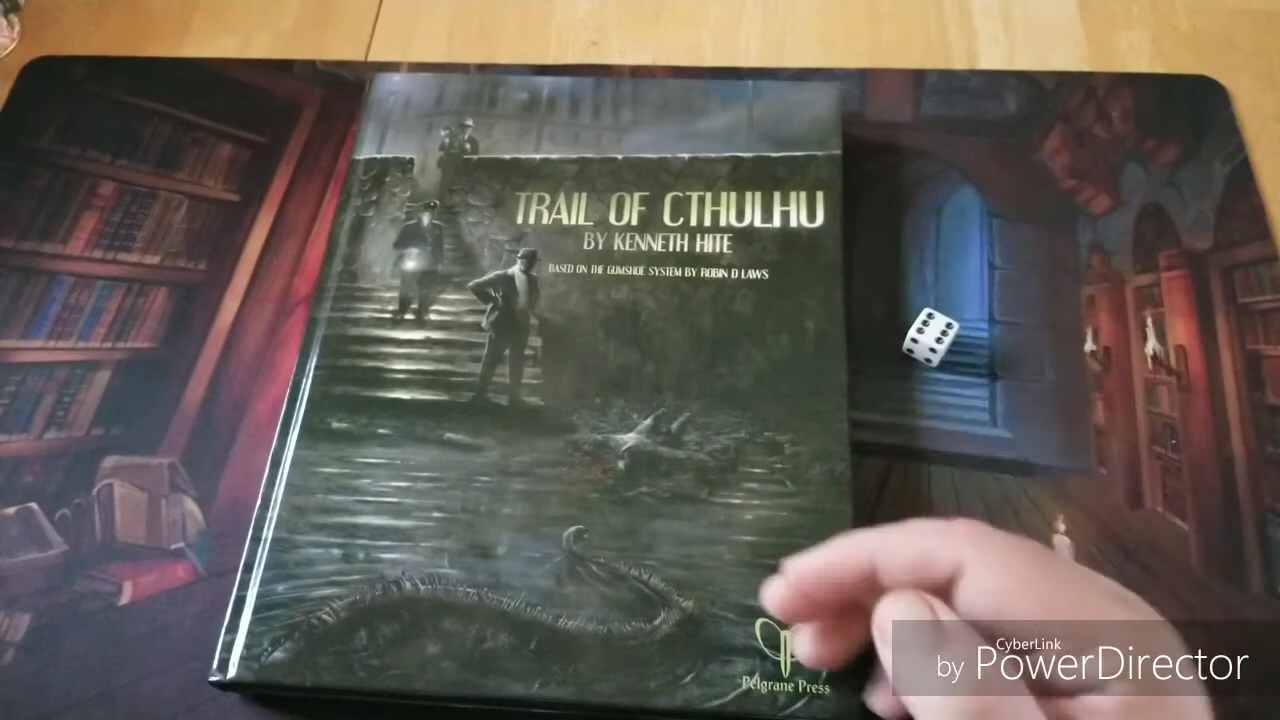 TRAIL OF CTHULHU
BY KENNETH HITE
BASED ON THE GUMSHOE SYSTEM BY ROBIN D LAWS
Pelgrane Press
CyberLink
by PowerDirector